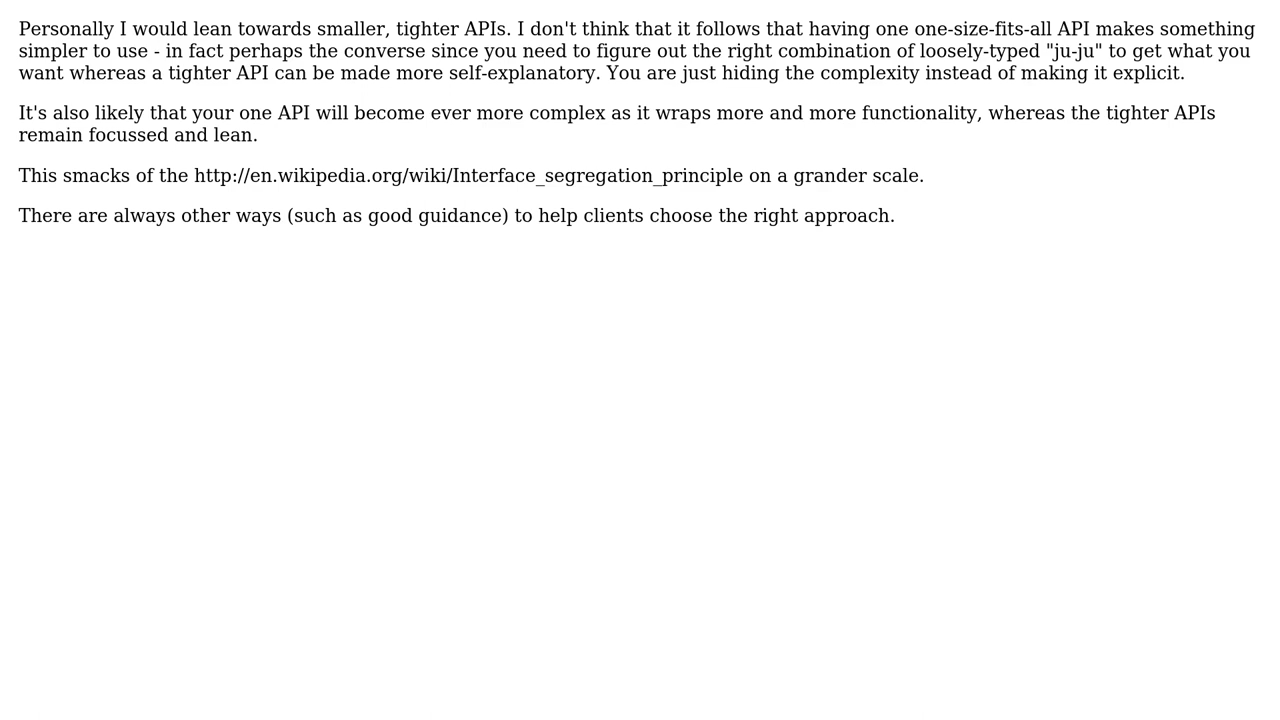 Personally I would lean towards smaller, tighter APIs. I don't think that it follows that having one one-size-fits-all API makes something
simpler to use - in fact perhaps the converse since you need to figure out the right combination of loosely-typed "ju-ju" to get what you
want whereas a tighter API can be made more self-explanatory. You are just hiding the complexity instead of making it explicit.
It's also likely that your one API will become ever more complex as it wraps more and more functionality, whereas the tighter APIs
remain focussed and lean.
This smacks of the http://en.wikipedia.org/wiki/Interface_segregation_principle on a grander scale.
There are always other ways (such as good guidance) to help clients choose the right approach.